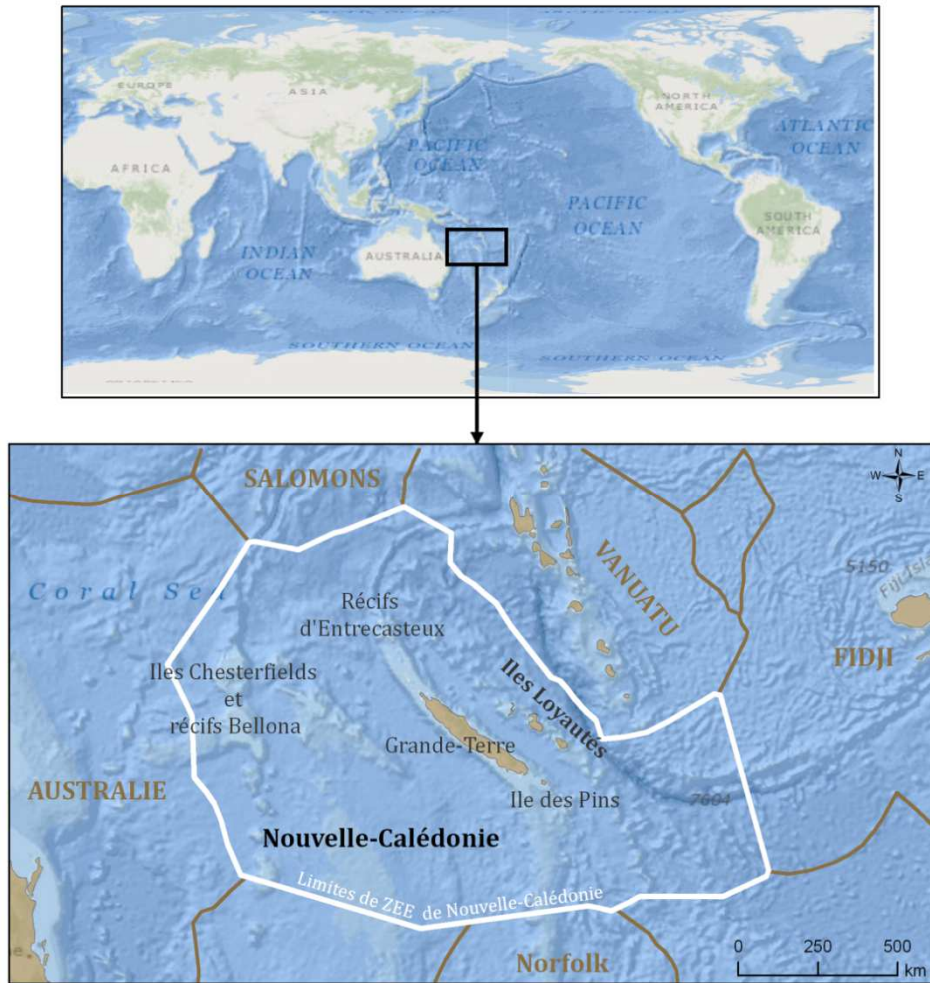 EUROPE
ASIA
NORTH
AMERICA
ATLANTIC
OCEAN
PACIFIC
OCEAN
AFRICA
PACIFIC
OCEAN
SOUTH
AMERICA
INDIAN
OCEAN
AUSTRALIA
SOUTHERN OCEAN
SOUTHERN OCEAN
SALOMONS
N
W E
S
VANUATU
5150
Coral Sea
Récifs
d'Entrecasteux
FIDJI
Iles Chesterfields
et
récifs Bellona
Iles Loyautés
Grande-Terre
AUSTRALIE
Ile des Pins
7604
Nouvelle-Calédonie
Limites de ZEE de Nouvelle-Calédonie
Norfolk
0 250 500
km